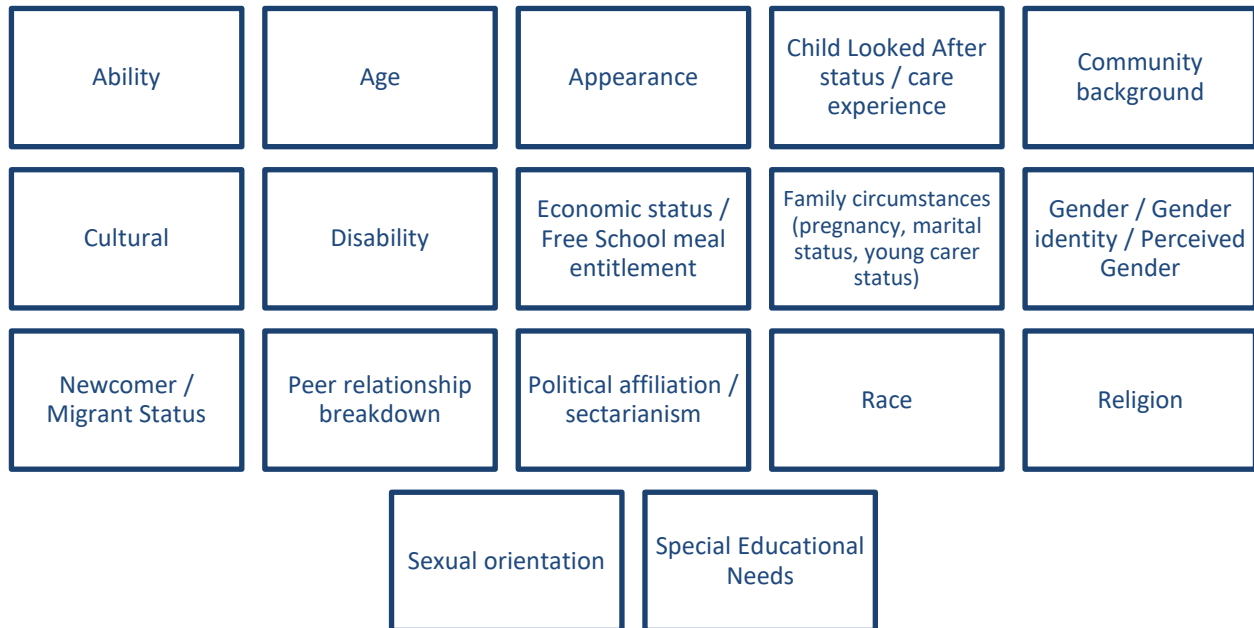 Ability
Age
Appearance
Child Looked After
status / care
experience
Community
background
Cultural
Disability
Economic status /
Free School meal
entitlement
Family circumstances
(pregnancy, marital
status, young carer
status)
Gender / Gender
identity / Perceived
Gender
Newcomer /
Migrant Status
Peer relationship
breakdown
Political affiliation /
sectarianism
Race
Religion
Sexual orientation
Special Educational
Needs